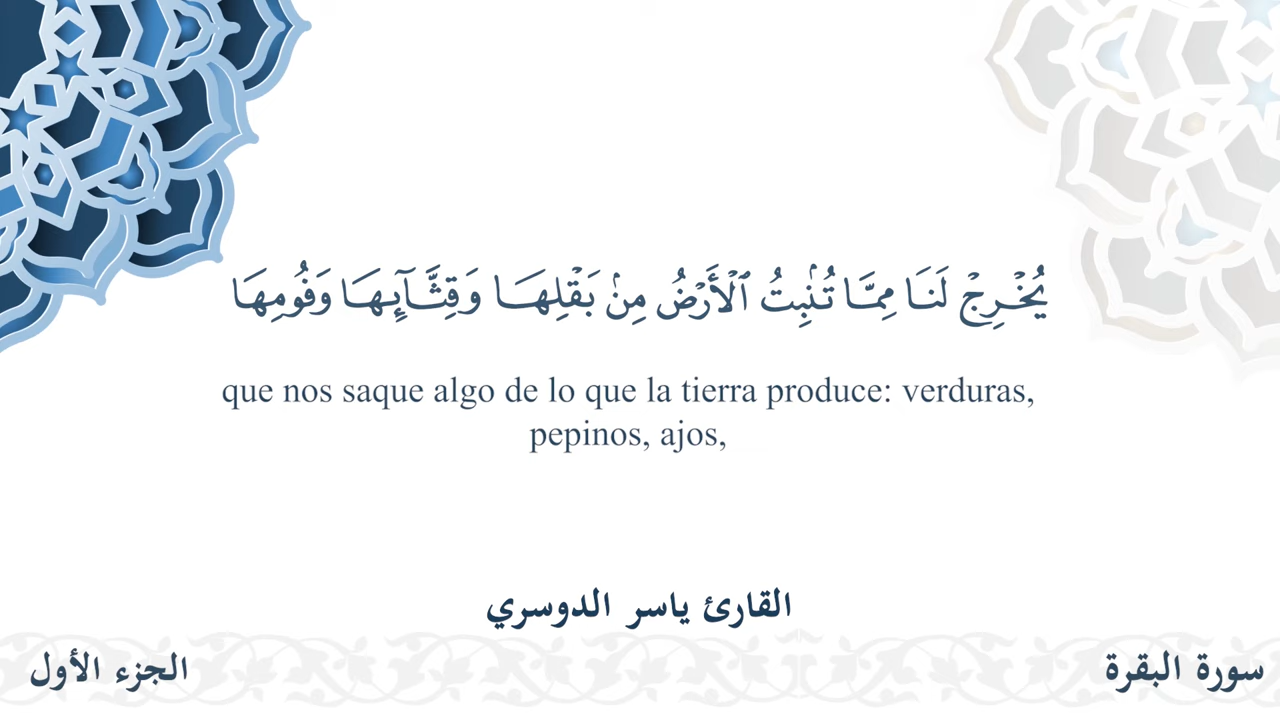 يُخْرِجْ لَنَا مِمَّا تُنۢبِتُ ٱلْأَرْضُ مِنۢ بَقْلِهَا وَقِثَّآئِهَا وَفُومِهَا
que nos saque algo de lo que la tierra produce: verduras,
pepinos, ajos,
القارئ ياسر الدوسري
سورة البقرة
الجزء الأول